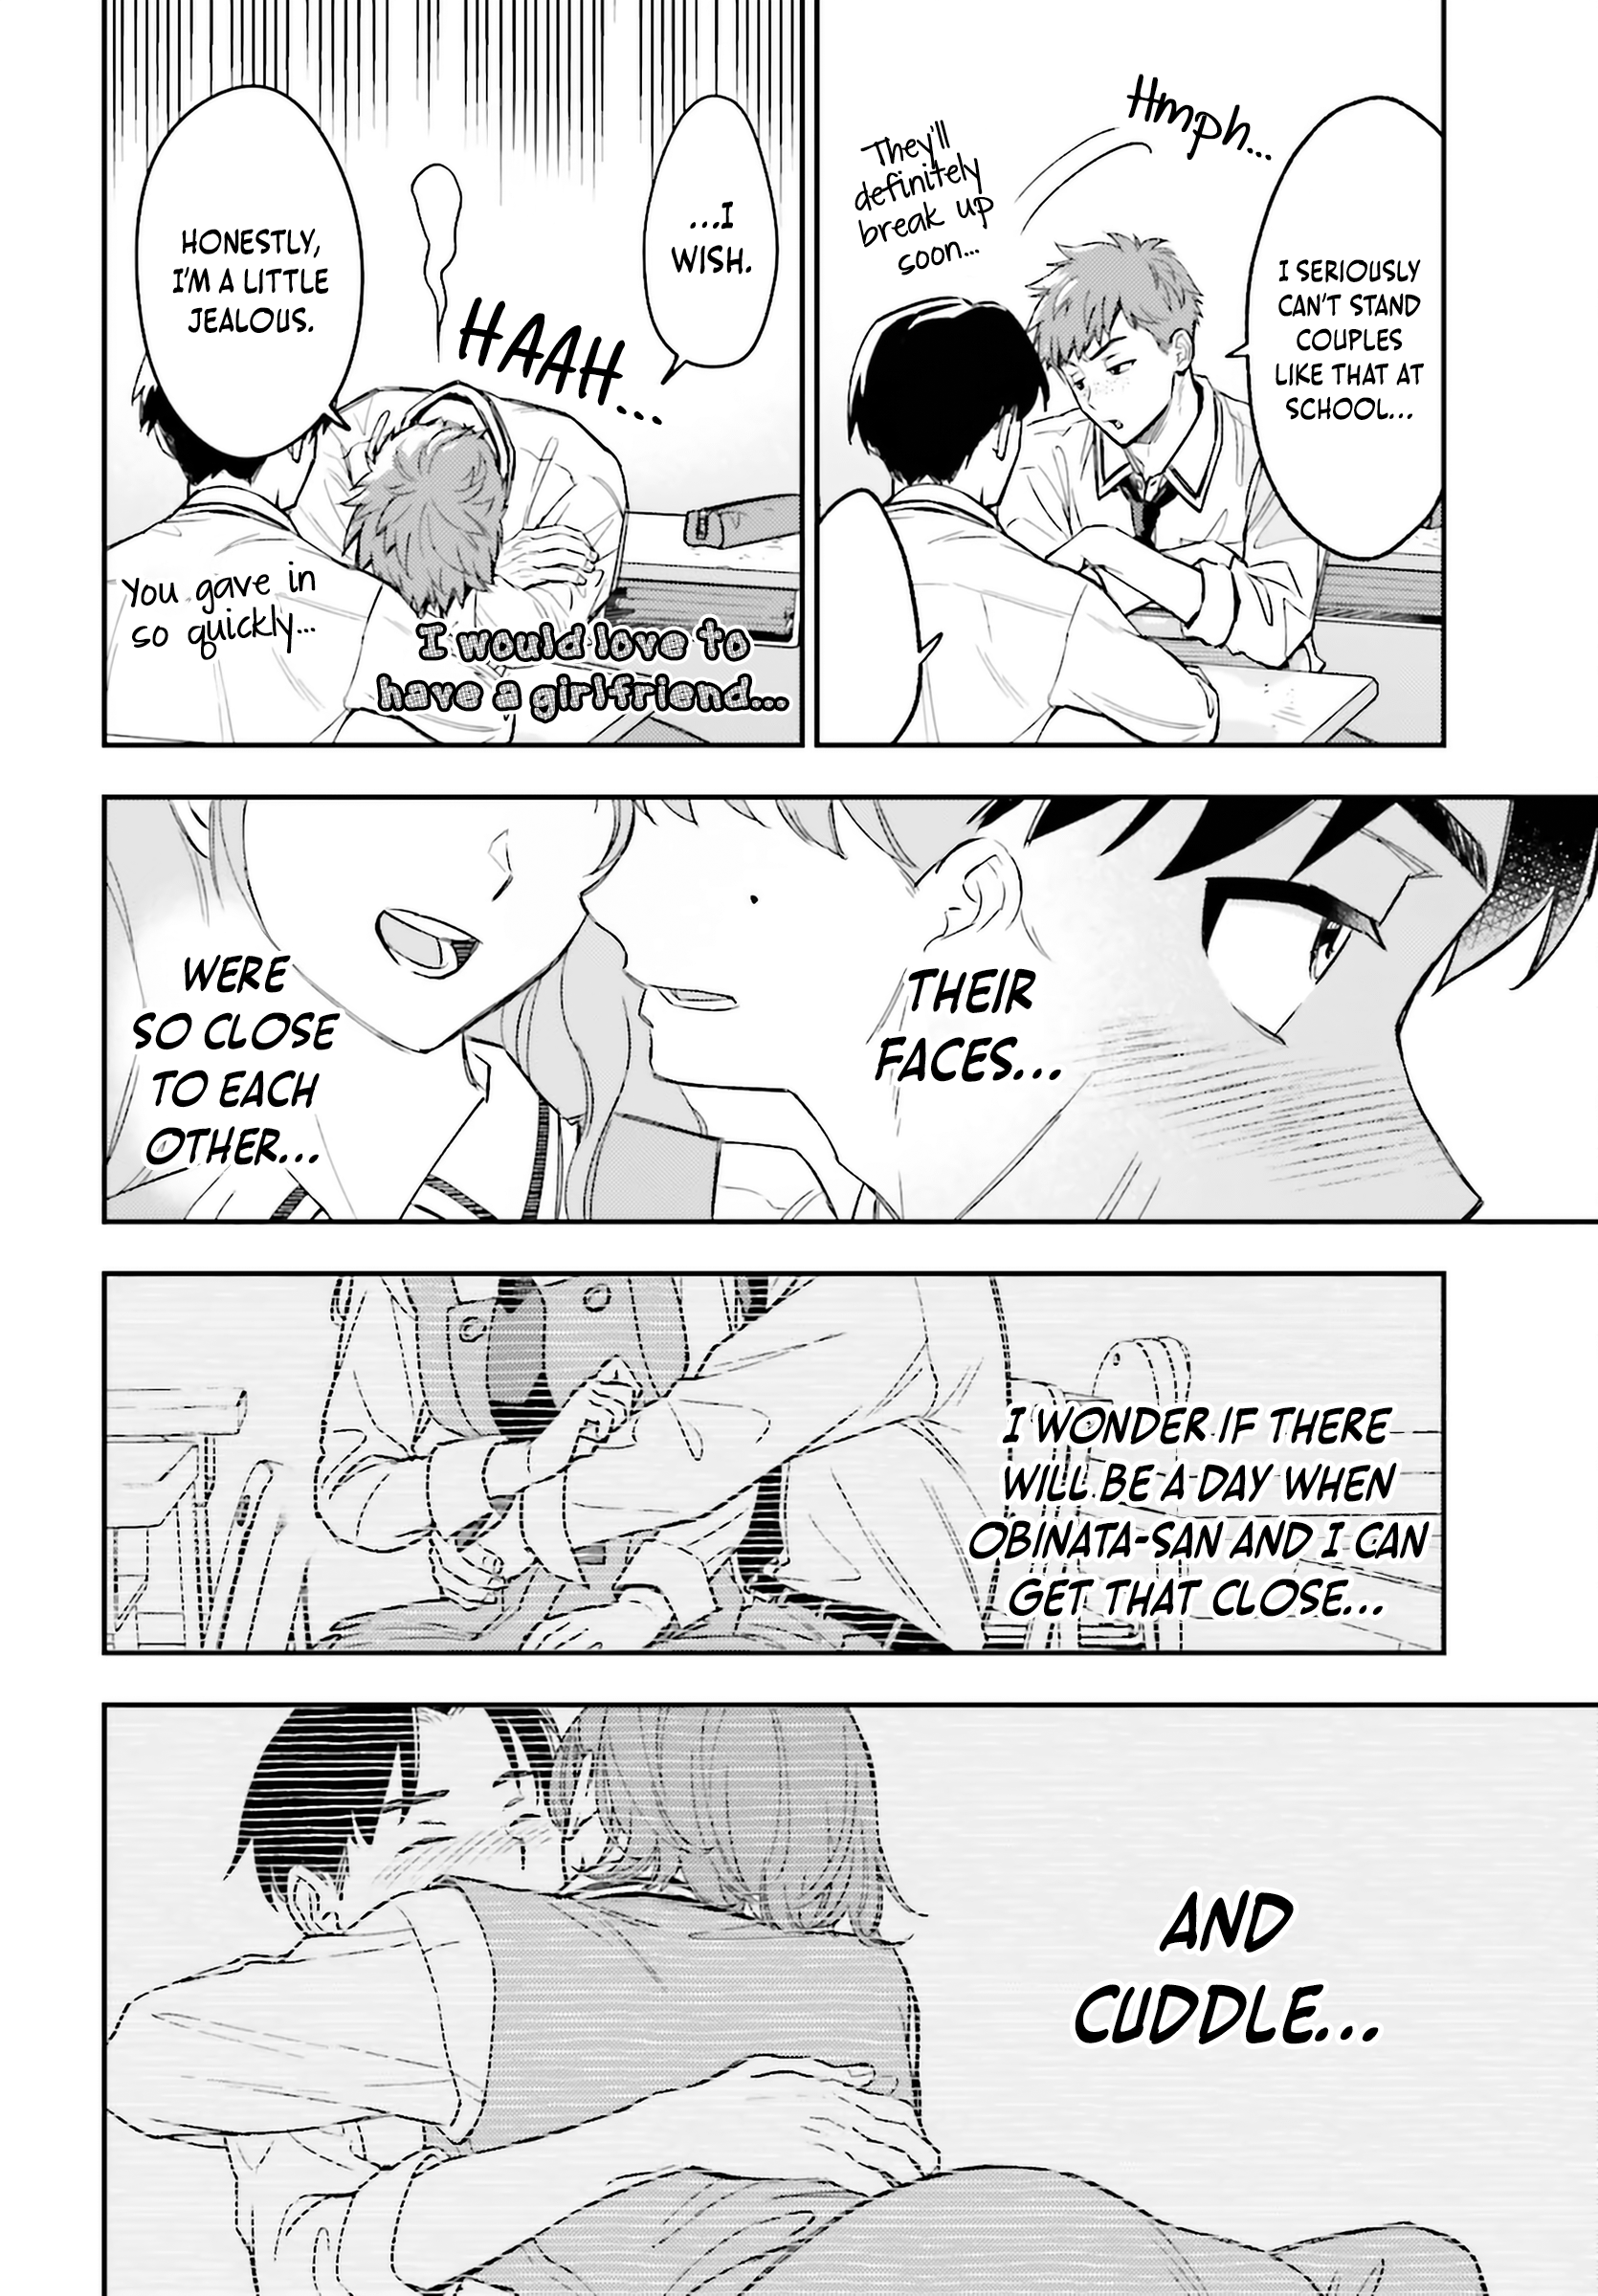 Hmph...
I SERIOUSLY
CAN'T STAND
COUPLES
LIKE THAT AT
SCHOOL...
They'll
definitely
break up
soon...
...I
WISH.
HAAH...
HONESTLY,
I'M A LITTLE
JEALOUS.
You gave in
so quickly...
I would love to
have a girlfriend...
THEIR
FACES...
WERE
SO CLOSE
TO EACH
OTHER...
I WONDER IF THERE
WILL BE A DAY WHEN
OBINATA-SAN AND I CAN
GET THAT CLOSE...
AND
CUDDLE...